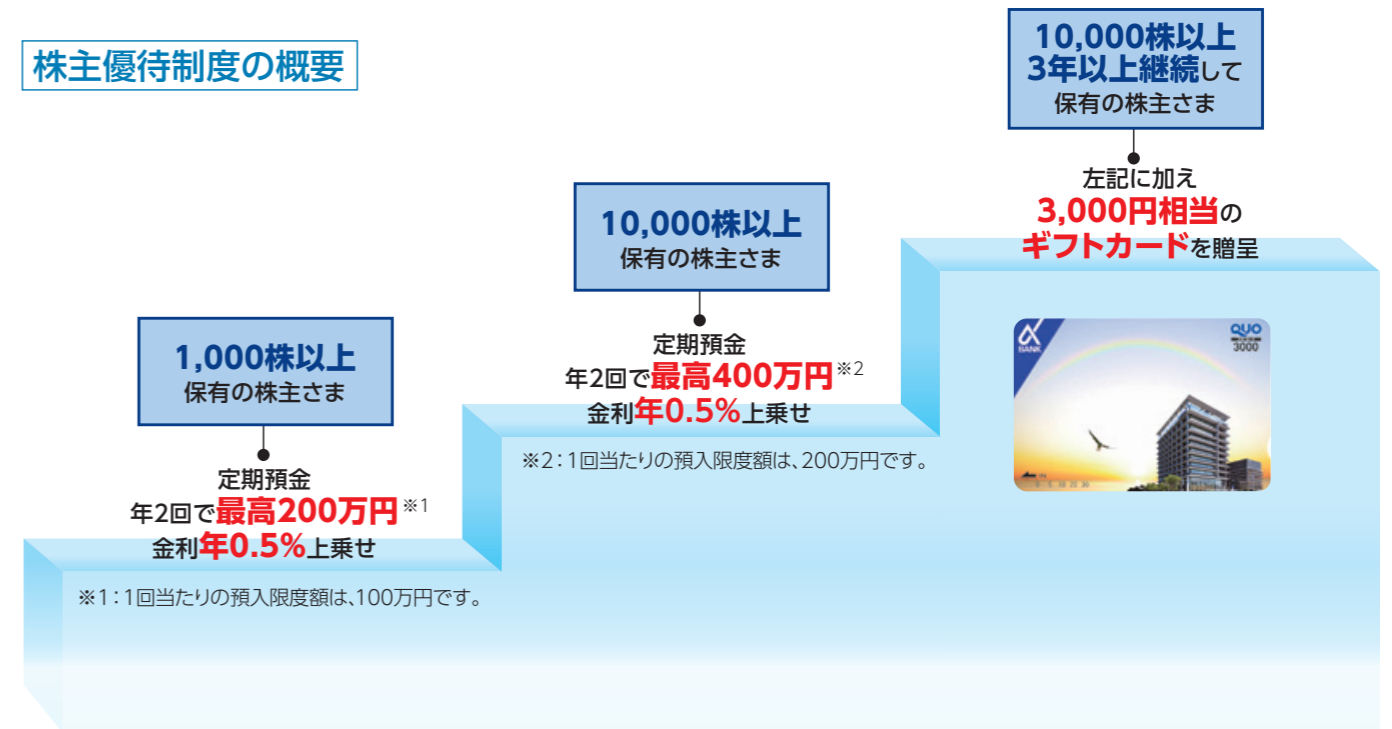 株主優待制度の概要
1,000株以上
保有の株主さま
定期預金
年2回で最高200万円※1
金利年0.5%上乗せ
※1：1回当たりの預入限度額は、100万円です。
10,000株以上
保有の株主さま
定期預金
年2回で最高400万円※2
金利年0.5%上乗せ
※2：1回当たりの預入限度額は、200万円です。
10,000株以上
3年以上継続して
保有の株主さま
左記に加え
3,000円相当の
ギフトカードを贈呈
BANK
QUO
3000